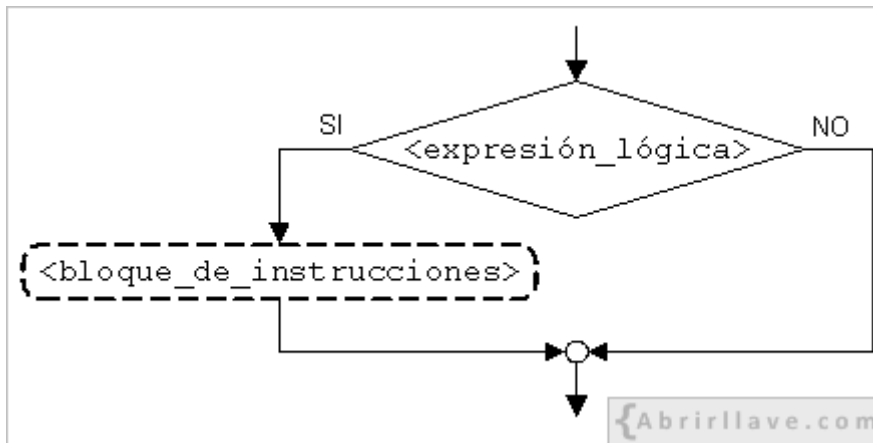 SI
<expresión_lógica>
NO
<bloque_de_instrucciones>
{Abrirllave.com